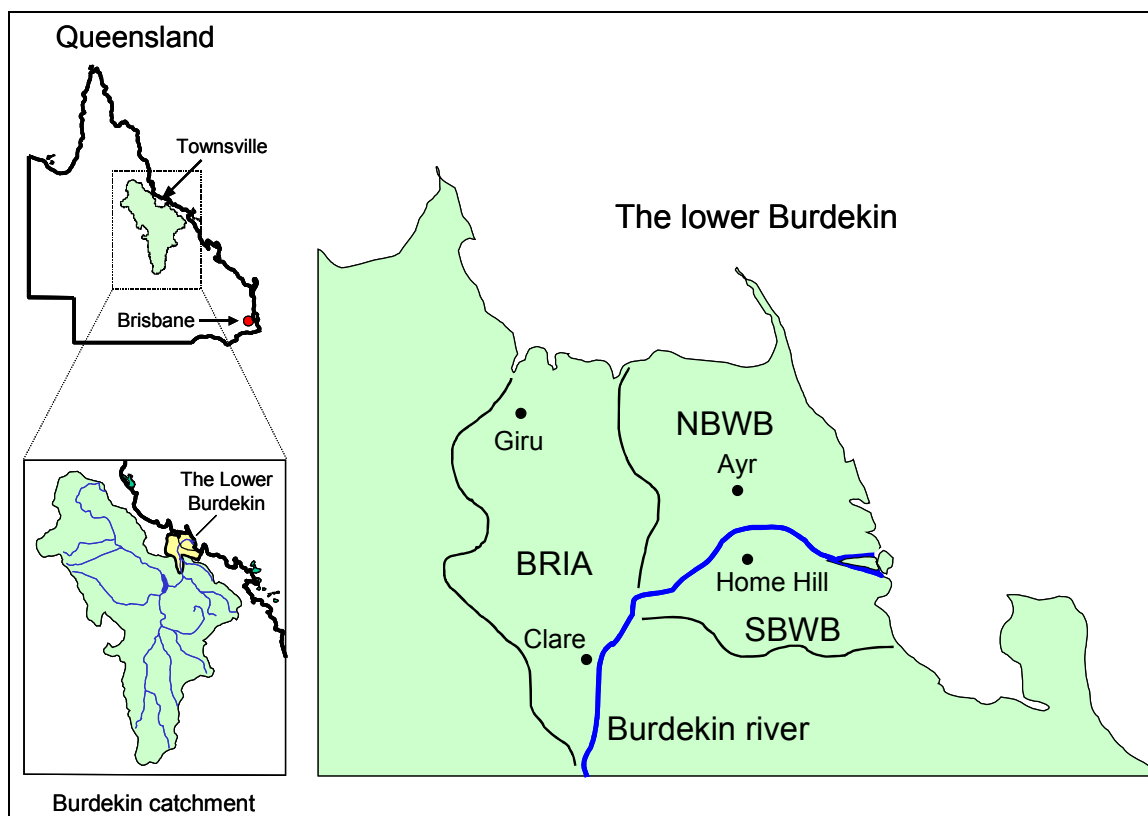 Queensland
Townsville
Brisbane
The Lower
Burdekin
Burdekin catchment
The lower Burdekin
Giru
NBWB
Ayr
BRIA
Home Hill
Clare
SBWB
Burdekin river